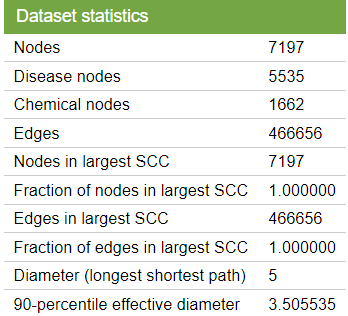 Dataset statistics
Nodes 7197
Disease nodes 5535
Chemical nodes 1662
Edges 466656
Nodes in largest SCC 7197
Fraction of nodes in largest SCC 1.000000
Edges in largest SCC 466656
Fraction of edges in largest SCC 1.000000
Diameter (longest shortest path) 5
90-percentile effective diameter 3.505535